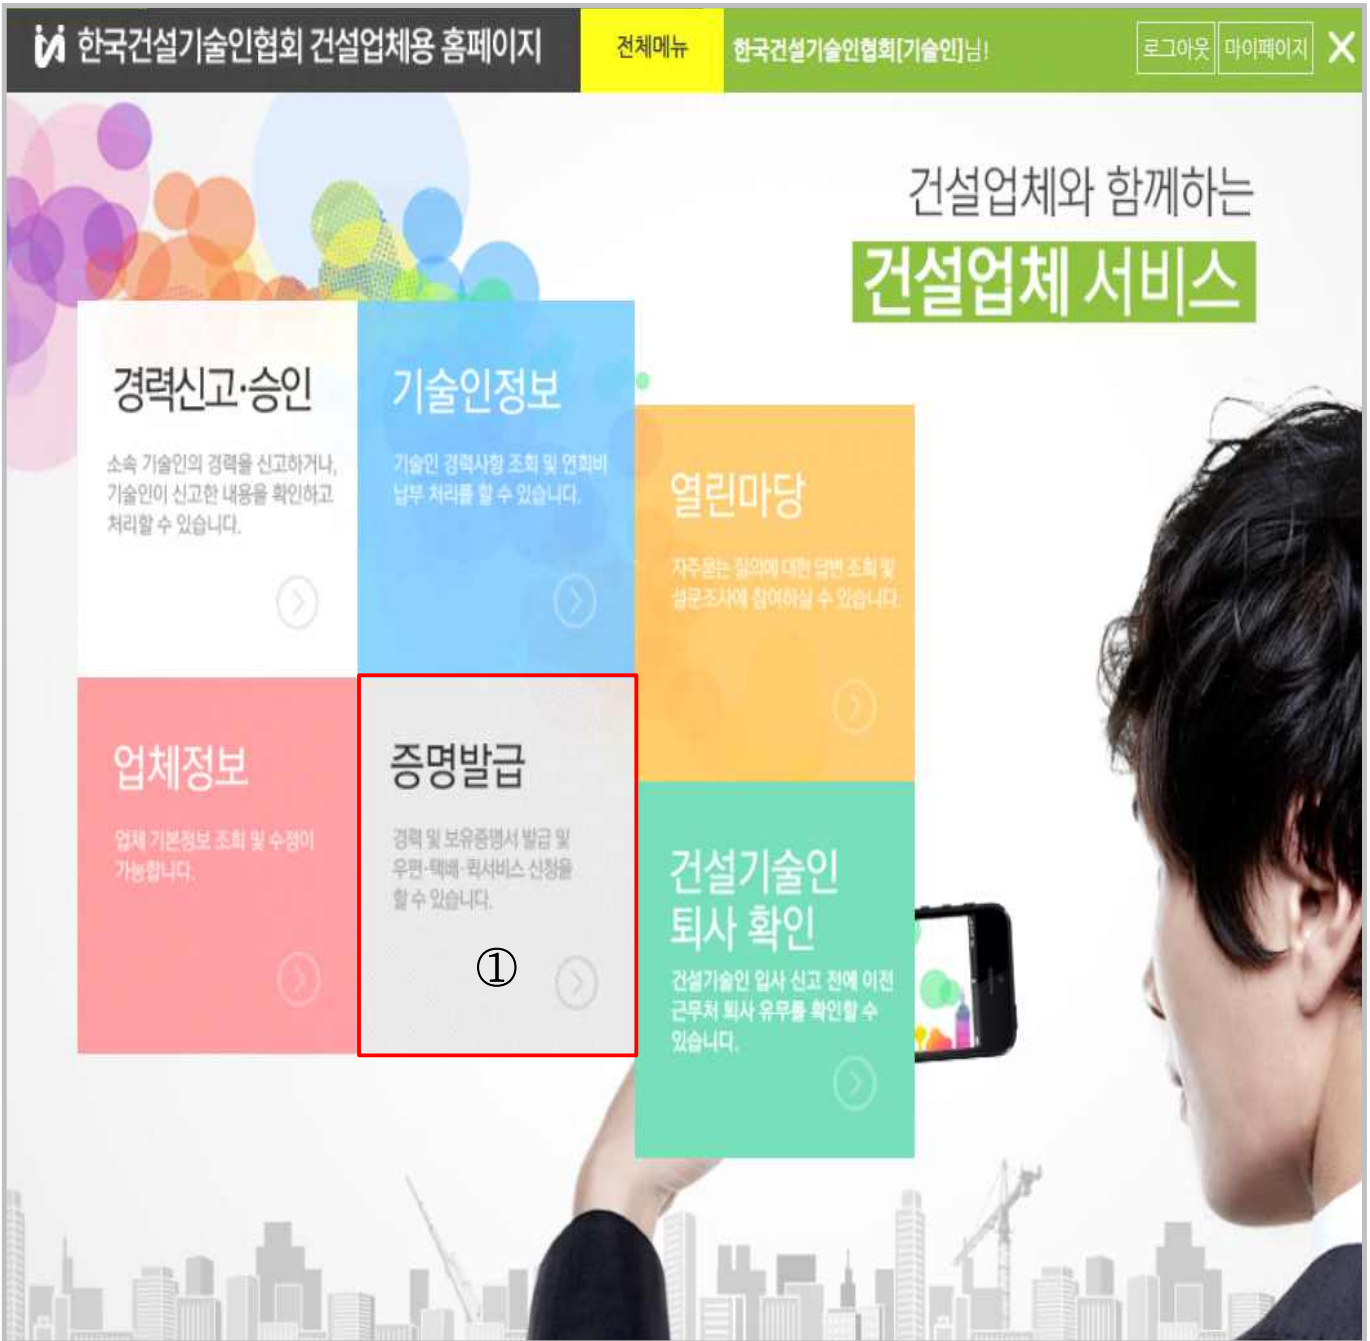 한국건설기술인협회 건설업체용 홈페이지
전체메뉴
한국건설기술인협회[기술인]님!
로그아웃
마이페이지
건설업체와 함께하는
건설업체 서비스
경력신고·승인
소속 기술인의 경력을 신고하거나,
기술인이 신고한 내용을 확인하고
처리할 수 있습니다.
기술인정보
기술인 경력사항 조회 및 연회비
납부 처리를 할 수 있습니다.
열린마당
자주묻는 질의에 대한 답변 조회 및
설문조사에 참여하실 수 있습니다.
업체정보
업체 기본정보 조회 및 수정이
가능합니다.
증명발급
경력 및 보유증명서 발급 및
우편·택배·퀵서비스 신청을
할 수 있습니다.
①
건설기술인
퇴사 확인
건설기술인 입사 신고 전에 이전
근무처 퇴사 유무를 확인할 수
있습니다.